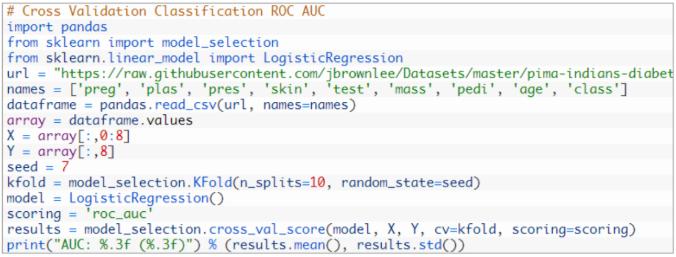 # Cross Validation Classification ROC AUC
import pandas
from sklearn import model_selection
from sklearn.linear_model import LogisticRegression
url = "https://raw.githubusercontent.com/jbrownlee/Datasets/master/pima-indians-diabet
names = ['preg', 'plas', 'pres', 'skin', 'test', 'mass', 'pedi', 'age', 'class']
dataframe = pandas.read_csv(url, names=names)
array = dataframe.values
X = array[:,0:8]
Y = array[:,8]
seed = 7
kfold = model_selection.KFold(n_splits=10, random_state=seed)
model = LogisticRegression()
scoring = 'roc_auc'
results = model_selection.cross_val_score(model, X, Y, cv=kfold, scoring=scoring)
print("AUC: %.3f (%.3f)") % (results.mean(), results.std())